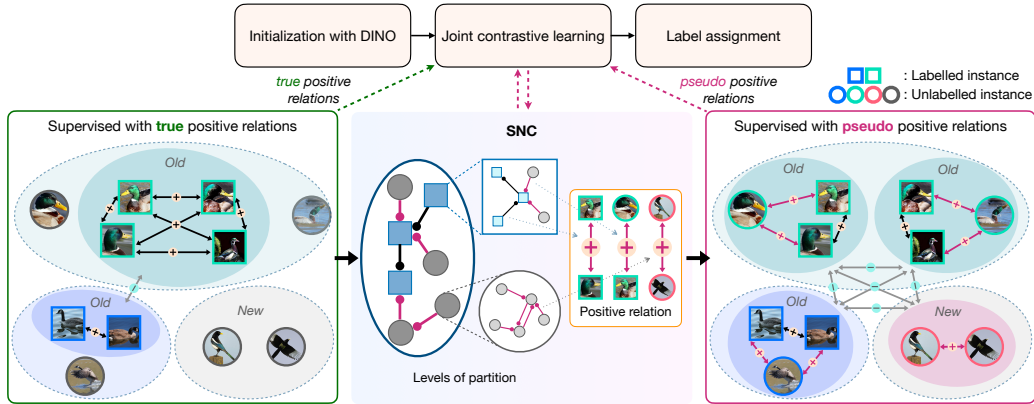 Initialization with DINO
Joint contrastive learning
Label assignment
true positive
relations
pseudo positive
relations
: Labelled instance
: Unlabelled instance
Supervised with true positive relations
SNC
Supervised with pseudo positive relations
Old
Old
New
Positive relation
Levels of partition
Old
Old
Old
New